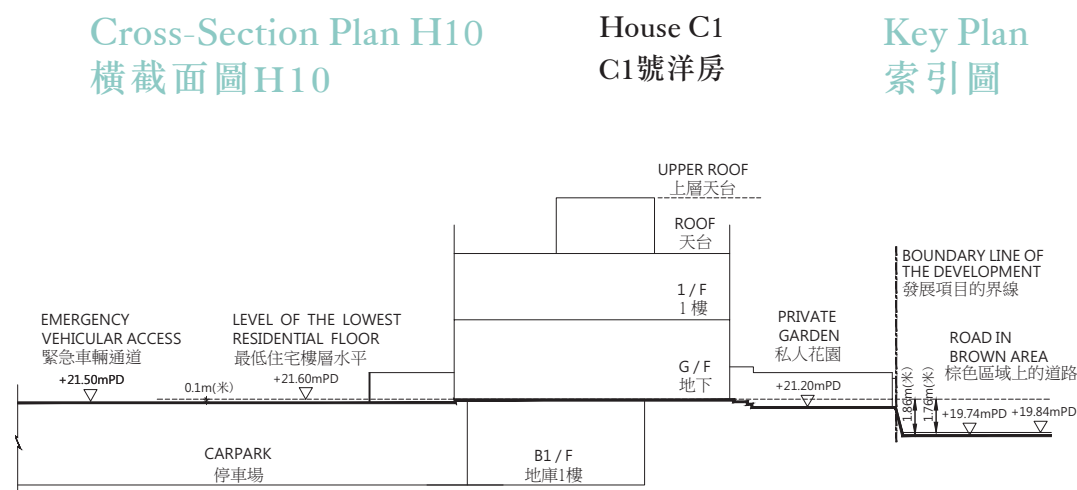 Cross-Section Plan H10
橫截面圖H10
House C1
C1號洋房
Key Plan
索引圖
UPPER ROOF
上層天台
ROOF
天台
1 / F
1 樓
G / F
地下
EMERGENCY
VEHICULAR ACCESS
緊急車輛通道
+21.50mPD
0.1m(米)
LEVEL OF THE LOWEST
RESIDENTIAL FLOOR
最低住宅樓層水平
+21.60mPD
PRIVATE
GARDEN
私人花園
+21.20mPD
BOUNDARY LINE OF
THE DEVELOPMENT
發展項目的界線
ROAD IN
BROWN AREA
棕色區域上的道路
1.86m(米)
1.76m(米)
+19.74mPD
+19.84mPD
CARPARK
停車場
B1 / F
地庫1樓